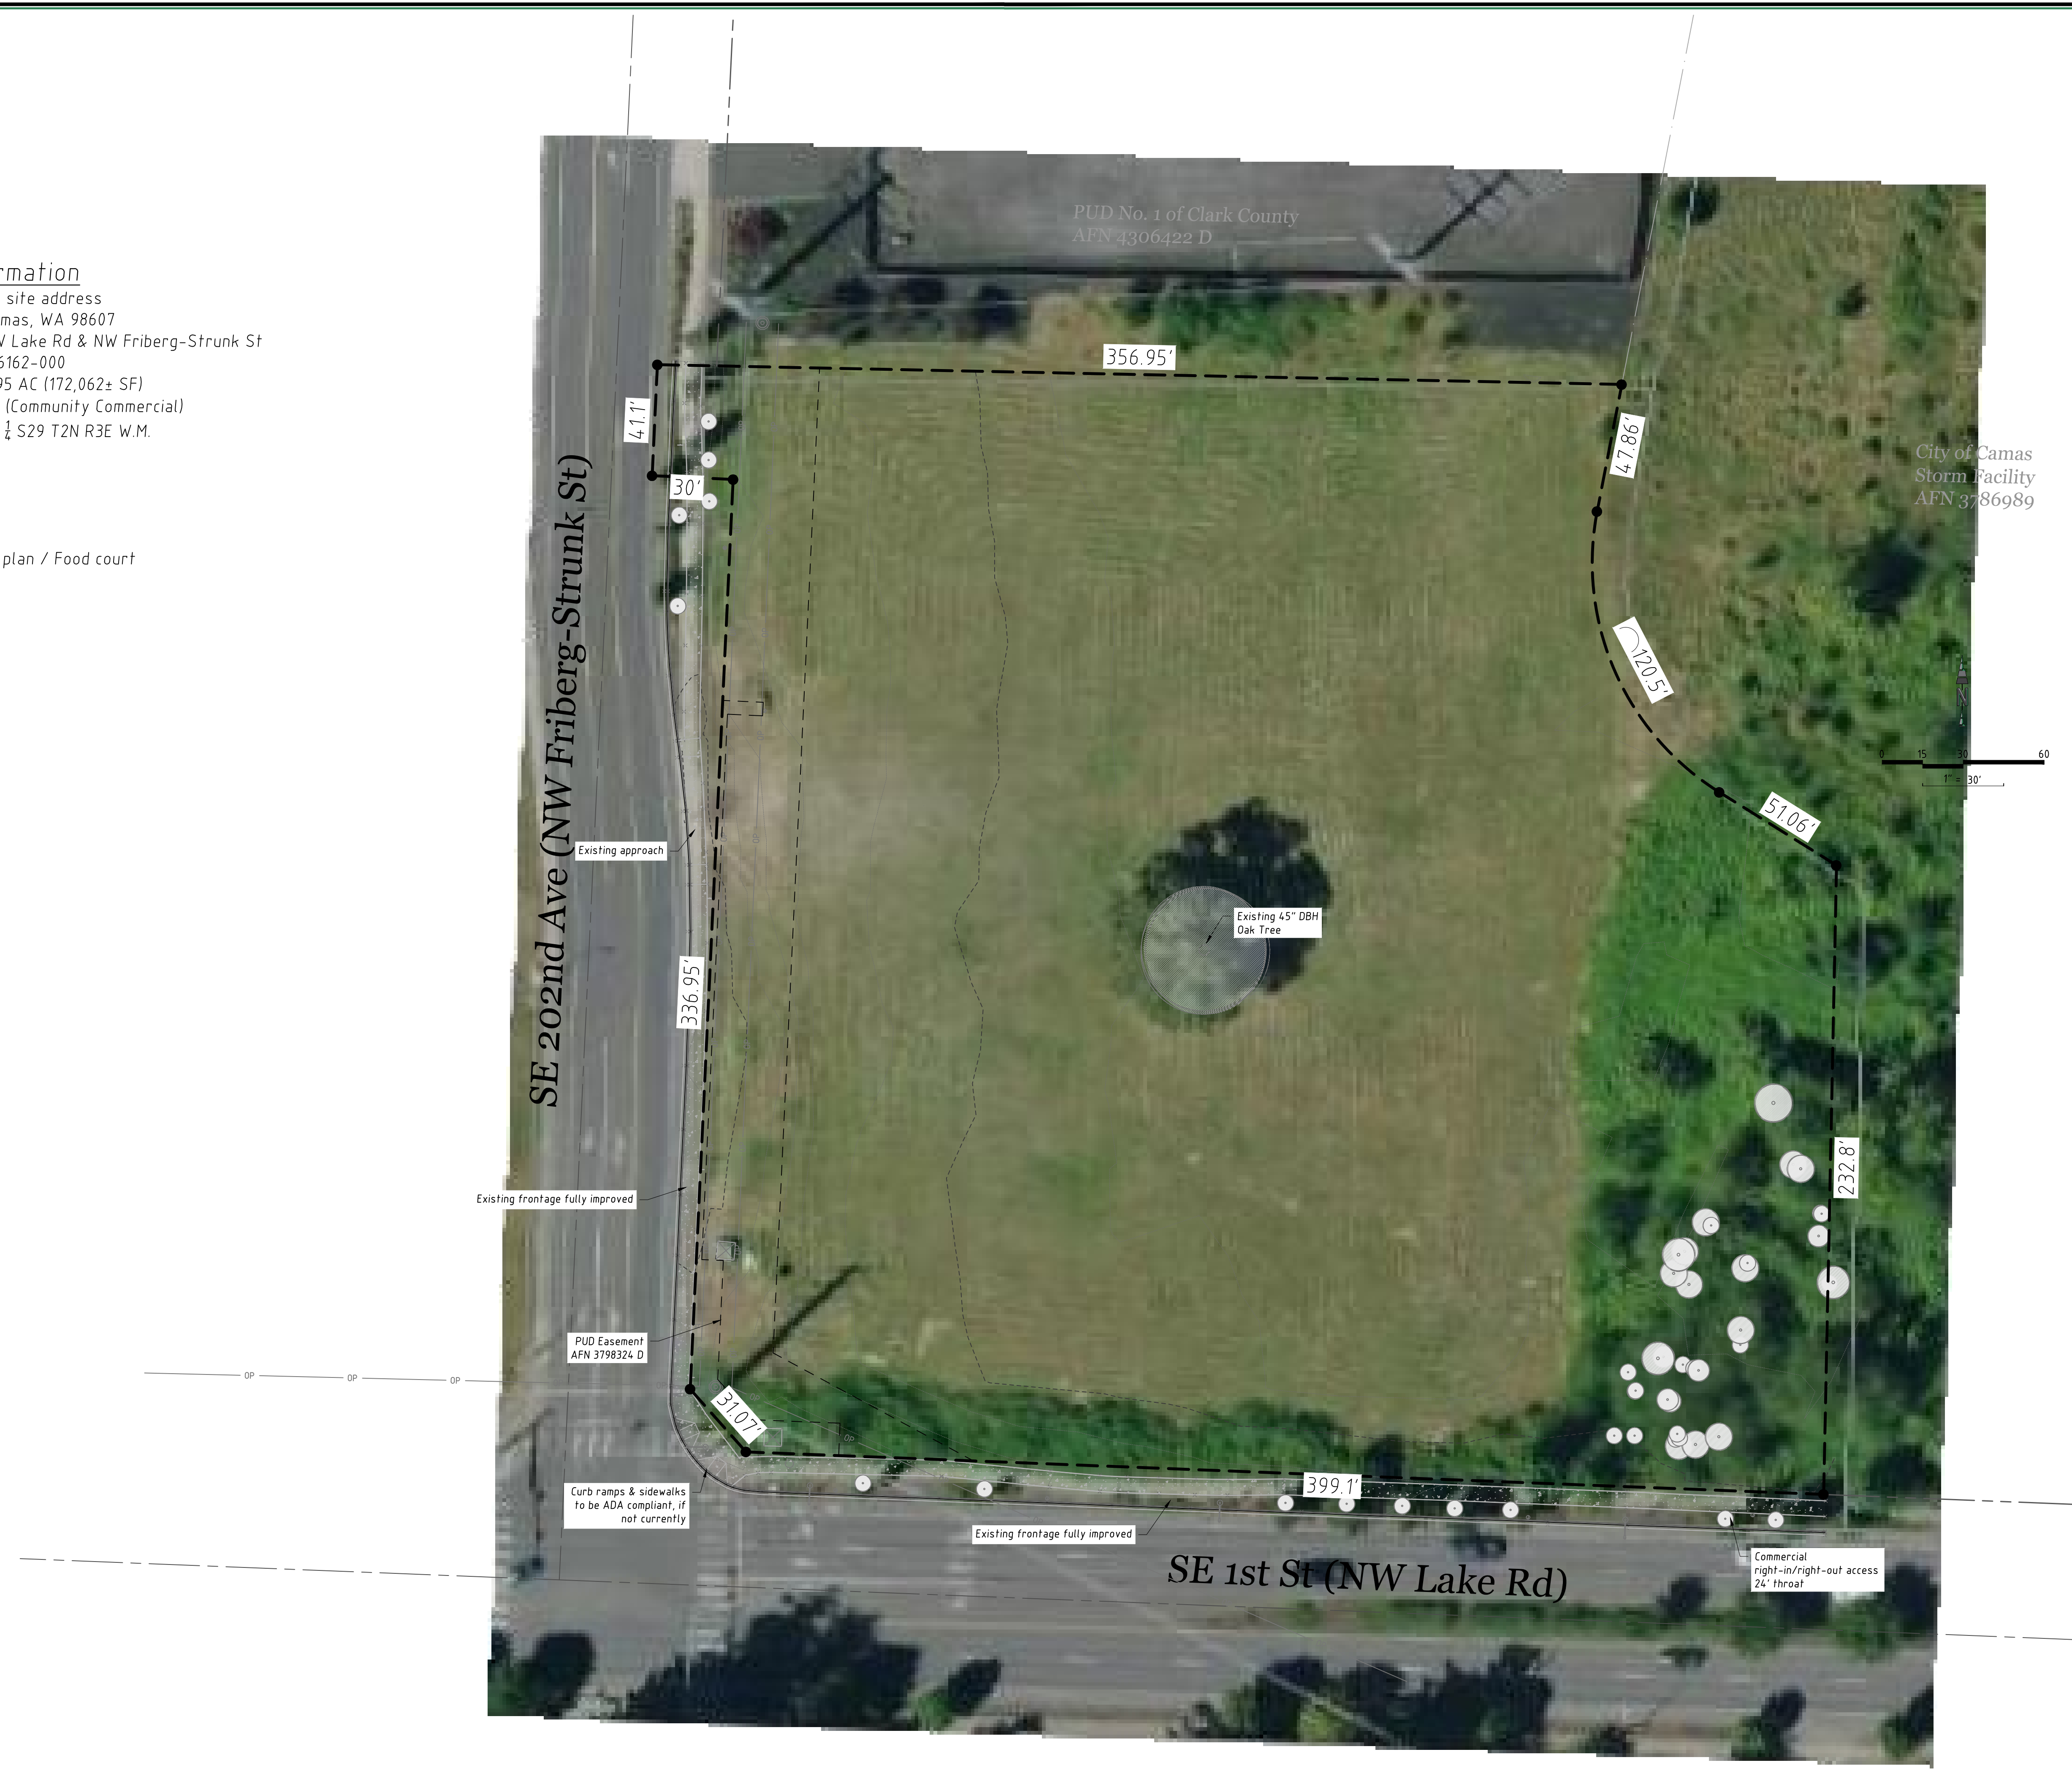 rmation
site address
mas, WA 98607
W Lake Rd & NW Friberg-Strunk St
6162-000
95 AC (172,062± SF)
(Community Commercial)
¼ S29 T2N R3E W.M.
plan / Food court
PUD No. 1 of Clark County
AFN 4306422 D
356.95'
41.1'
30'
47.86'
City of Camas
Storm Facility
AFN 3786989
120.5'
SE 202nd Ave (NW Friberg-Strunk St)
N
0 15 30 60
1" = 30'
51.06'
Existing approach
Existing 45" DBH
Oak Tree
336.95'
232.8'
Existing frontage fully improved
PUD Easement
AFN 3798324 D
OP OP OP
31.07'
OP
399.1'
Curb ramps & sidewalks
to be ADA compliant, if
not currently
Existing frontage fully improved
SE 1st St (NW Lake Rd)
Commercial
right-in/right-out access
24' throat